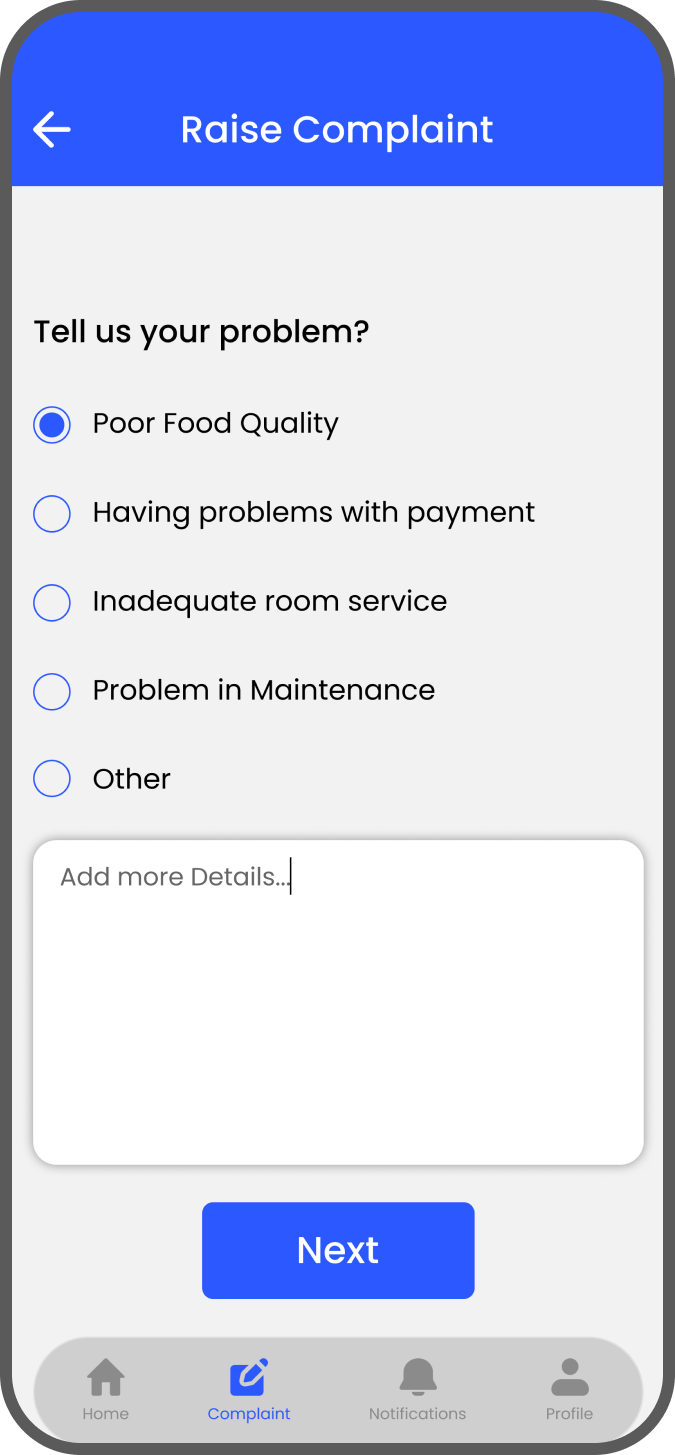 Raise Complaint
Tell us your problem?
Poor Food Quality
Having problems with payment
Inadequate room service
Problem in Maintenance
Other
Add more Details...
Next
Home
Complaint
Notifications
Profile